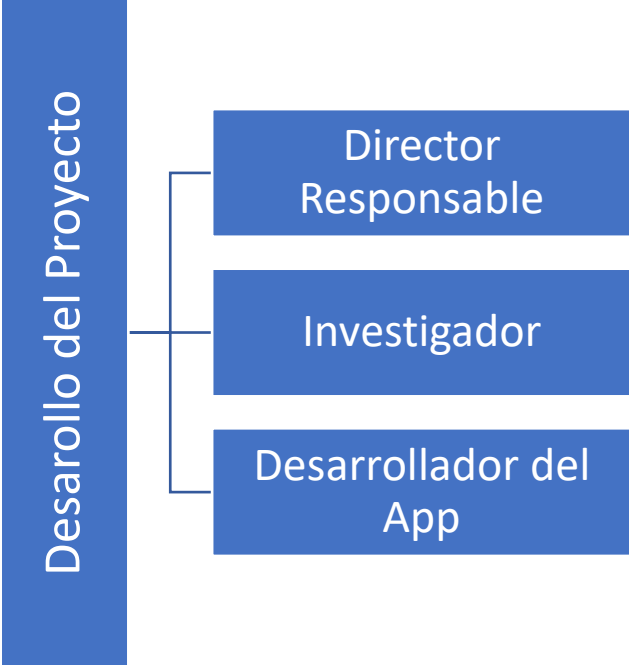 Desarollo del Proyecto
Director
Responsable
Investigador
Desarrollador del
App